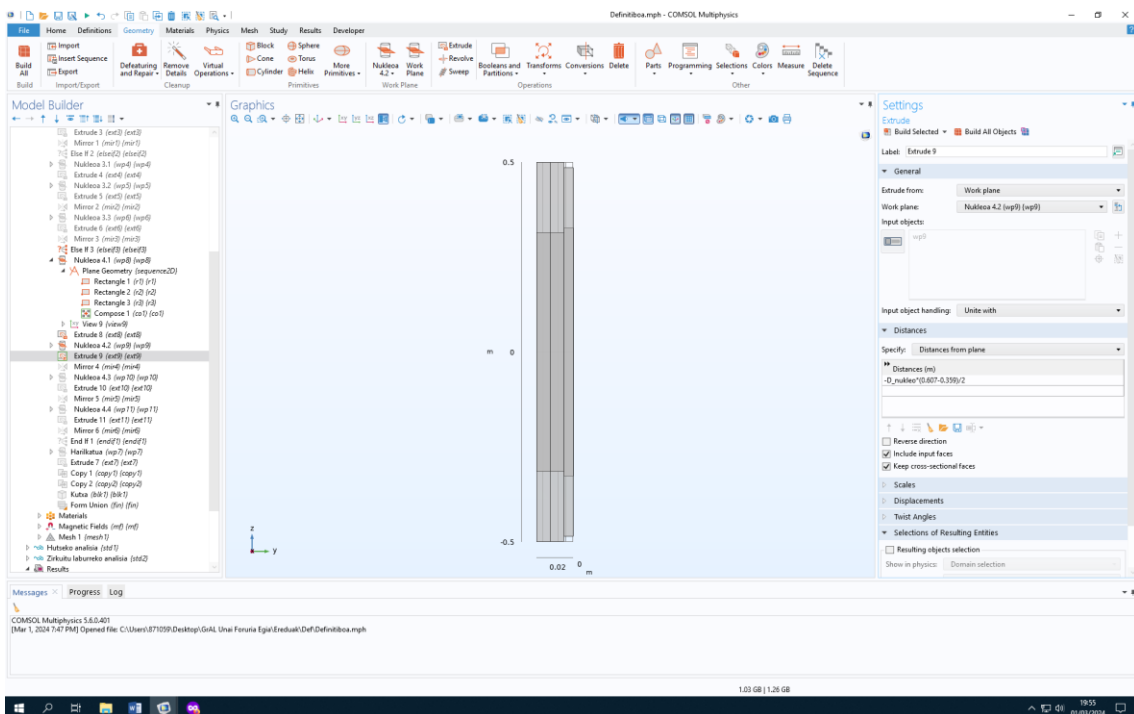 Definitiboa.mph - COMSOL Multiphysics
File Home Definitions Geometry Materials Physics Mesh Study Results Developer
Build All
Import
Insert Sequence
Export
Defeaturing and Repair
Remove Details
Virtual Operations
Block Sphere
Cone Torus
Cylinder Helix
More Primitives
Nukleoa 4.2
Work Plane
Extrude
Revolve
Sweep
Booleans and Partitions
Transforms Conversions Delete
Parts Programming Selections Colors Measure
Delete Sequence
Build Import/Export Cleanup Primitives Work Plane Operations Other
Model Builder
Extrude 3 (ext3) {ext3}
Mirror 1 (mir1) {mir1}
Else If 2 (elseif2) {elseif2}
Nukleoa 3.1 (wp4) {wp4}
Extrude 4 (ext4) {ext4}
Nukleoa 3.2 (wp5) {wp5}
Extrude 5 (ext5) {ext5}
Mirror 2 (mir2) {mir2}
Nukleoa 3.3 (wp6) {wp6}
Extrude 6 (ext6) {ext6}
Mirror 3 (mir3) {mir3}
Else If 3 (elseif3) {elseif3}
Nukleoa 4.1 (wp8) {wp8}
Plane Geometry (sequence2D)
Rectangle 1 (r1) {r1}
Rectangle 2 (r2) {r2}
Rectangle 3 (r3) {r3}
Compose 1 (co1) {co1}
View 9 {view9}
Extrude 8 (ext8) {ext8}
Nukleoa 4.2 (wp9) {wp9}
Extrude 9 (ext9) {ext9}
Mirror 4 (mir4) {mir4}
Nukleoa 4.3 (wp10) {wp10}
Extrude 10 (ext10) {ext10}
Mirror 5 (mir5) {mir5}
Nukleoa 4.4 (wp11) {wp11}
Extrude 11 (ext11) {ext11}
Mirror 6 (mir6) {mir6}
End If 1 (endif1) {endif1}
Harilkatua (wp7) {wp7}
Extrude 7 (ext7) {ext7}
Copy 1 (copy1) {copy1}
Copy 2 (copy2) {copy2}
Kutxa (blk1) {blk1}
Form Union (fin) {fin}
Materials
Magnetic Fields (mf) {mf}
Mesh 1 {mesh1}
Hutseko analisia {std1}
Zirkuitu laburreko analisia {std2}
Results
Graphics
0.5
m 0
-0.5
z
y
0.02 0
m
Settings
Extrude
Build Selected Build All Objects
Label: Extrude 9
General
Extrude from: Work plane
Work plane: Nukleoa 4.2 (wp9) {wp9}
Input objects:
wp9
Input object handling: Unite with
Distances
Specify: Distances from plane
Distances (m)
-D_nukleo*(0.607-0.359)/2
Reverse direction
Include input faces
Keep cross-sectional faces
Scales
Displacements
Twist Angles
Selections of Resulting Entities
Resulting objects selection
Show in physics: Domain selection
Messages Progress Log
COMSOL Multiphysics 5.6.0.401
[Mar 1, 2024 7:47 PM] Opened file: C:\Users\871059\Desktop\GrAL Unai Foruria Egia\Ereduak\Def\Definitiboa.mph
1.03 GB | 1.26 GB
19:55
01/03/2024